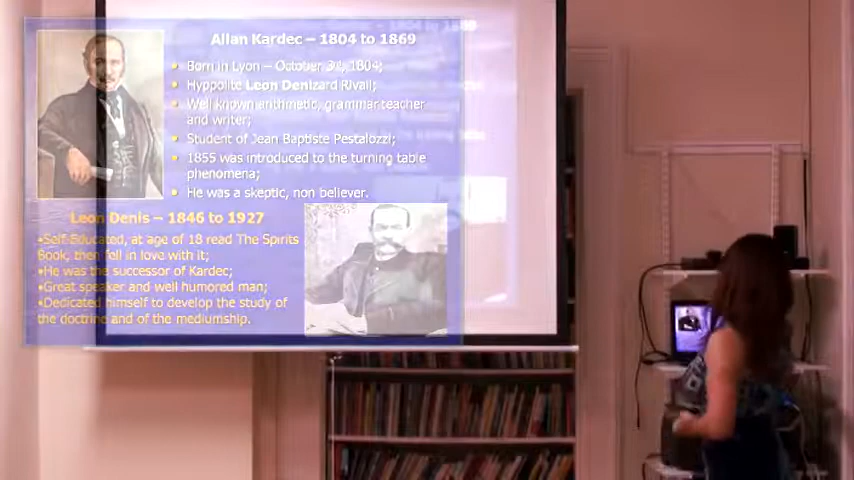 Allan Kardec – 1804 to 1869
Born in Lyon – October 3rd, 1804;
Hyppolite Leon Denizard Rivail;
Well known arithmetic, grammar teacher
and writer;
Student of Jean Baptiste Pestalozzi;
1855 was introduced to the turning table
phenomena;
He was a skeptic, non believer.
Leon Denis – 1846 to 1927
•Self Educated, at age of 18 read The Spirits
Book, then fell in love with it;
•He was the successor of Kardec;
•Great speaker and well humored man;
•Dedicated himself to develop the study of
the doctrine and of the mediumship.